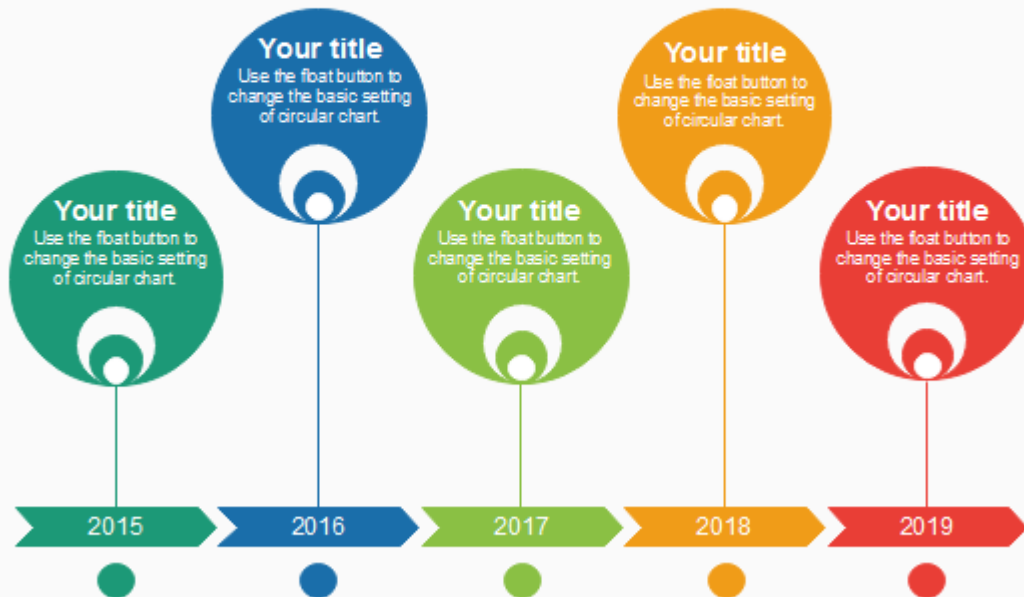 Your title
Use the float button to
change the basic setting
of circular chart.
Your title
Use the float button to
change the basic setting
of circular chart.
Your title
Use the float button to
change the basic setting
of circular chart.
Your title
Use the float button to
change the basic setting
of circular chart.
Your title
Use the float button to
change the basic setting
of circular chart.
2015
2016
2017
2018
2019